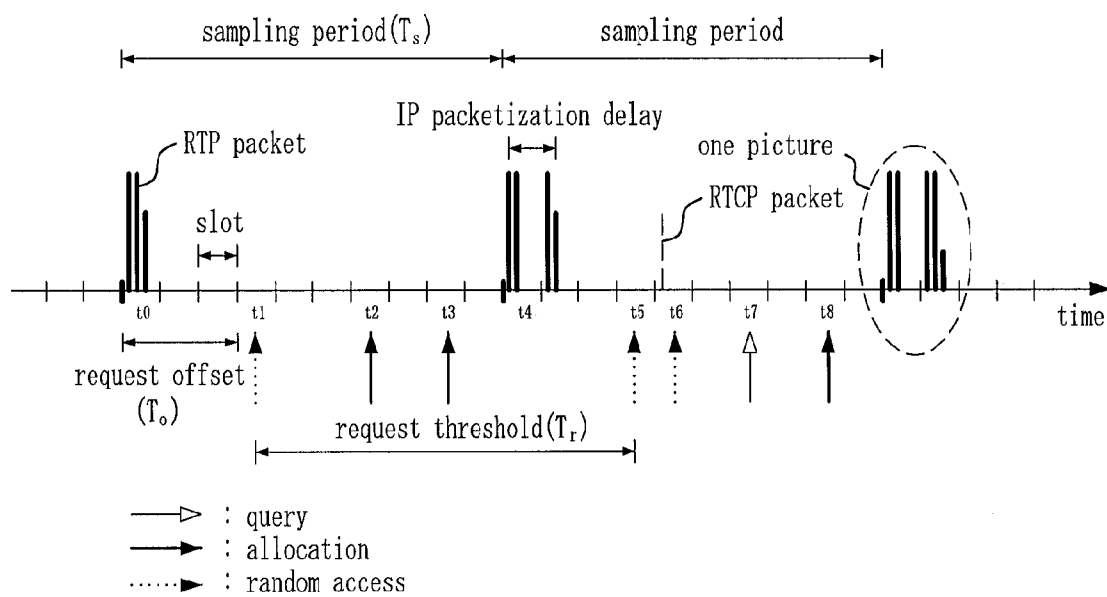 sampling period(Ts)
sampling period
IP packetization delay
RTP packet
one picture
RTCP packet
slot
t0
t1
t2
t3
t4
t5
t6
t7
t8
time
request offset
(To)
request threshold(Tr)
: query
: allocation
: random access